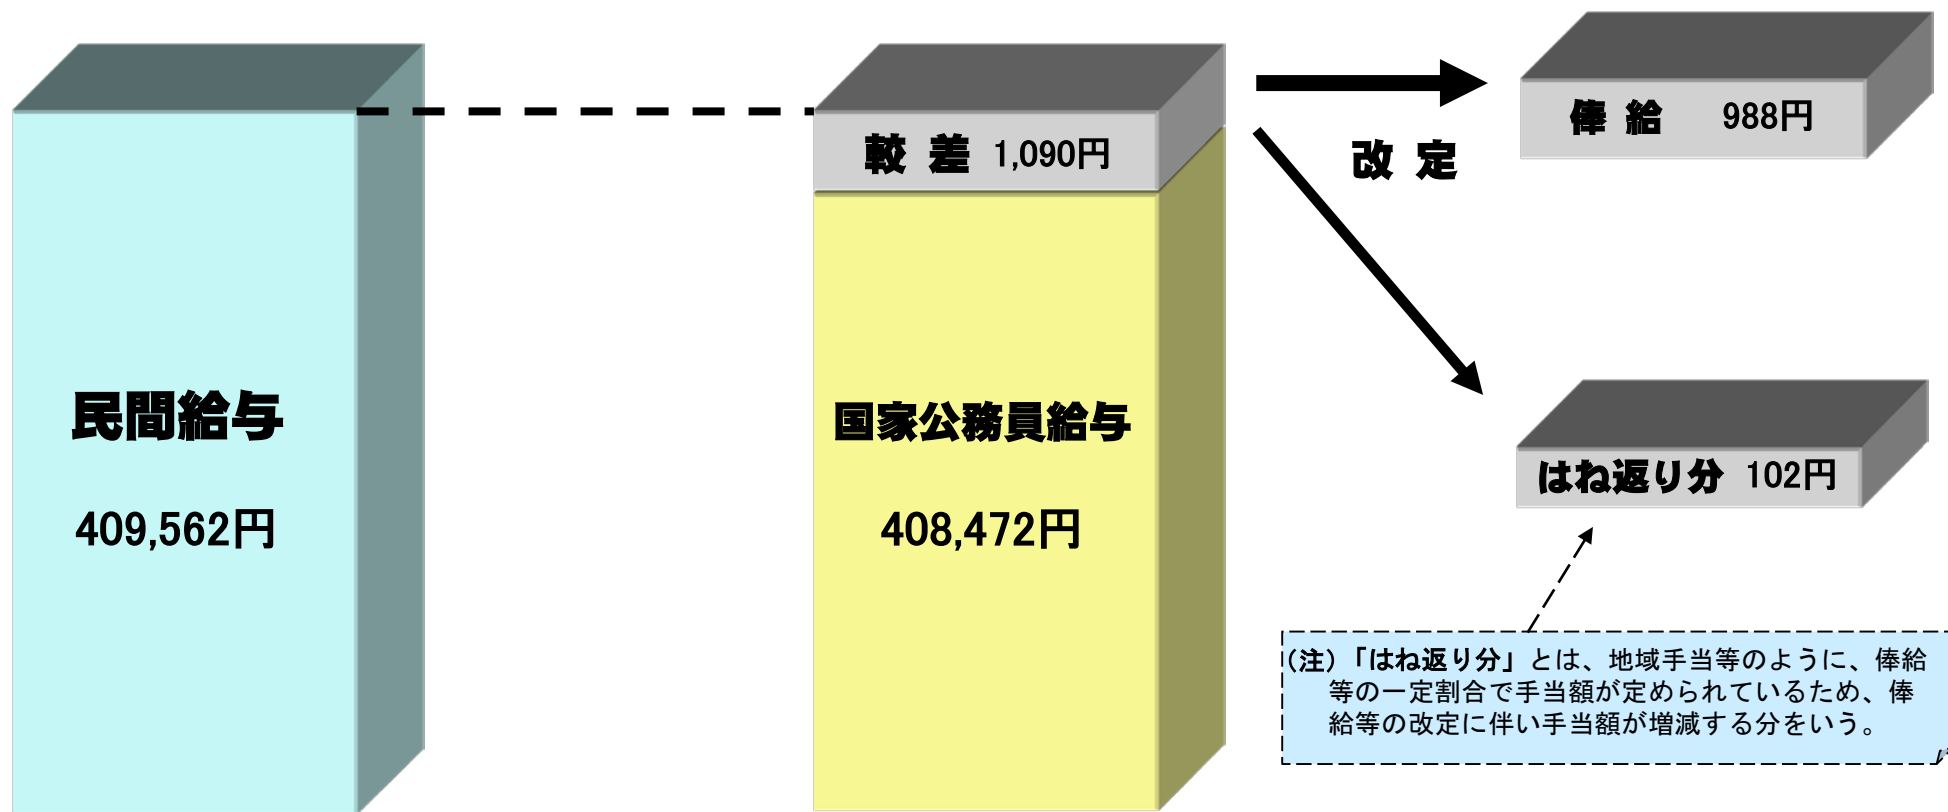 民間給与
409,562円
較差 1,090円
国家公務員給与
408,472円
改定
俸給 988円
はね返り分 102円
(注)「はね返り分」とは、地域手当等のように、俸給
等の一定割合で手当額が定められているため、俸
給等の改定に伴い手当額が増減する分をいう。